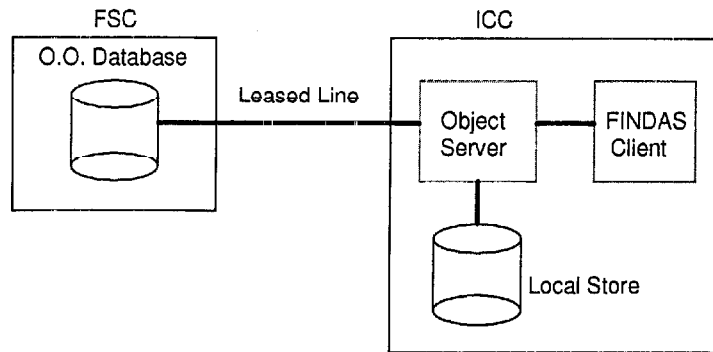 FSC
ICC
O.O. Database
Leased Line
Object
Server
FINDAS
Client
Local Store